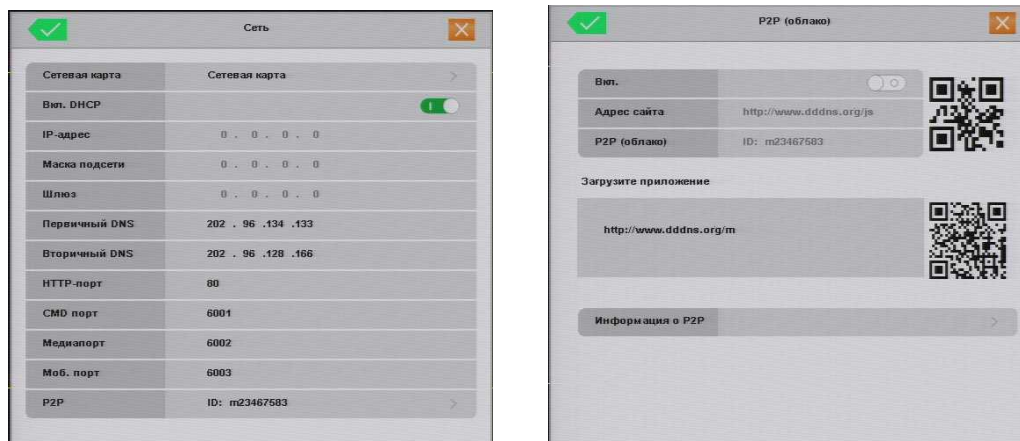 Сеть
Сетевая карта Сетевая карта
Вкл. DHCP
IP-адрес 0 . 0 . 0 . 0
Маска подсети 0 . 0 . 0 . 0
Шлюз 0 . 0 . 0 . 0
Первичный DNS 202 . 96 .134 .133
Вторичный DNS 202 . 96 .128 .166
HTTP-порт 80
CMD порт 6001
Медиапорт 6002
Моб. порт 6003
P2P ID: m23467583
P2P (облако)
Вкл.
Адрес сайта http://www.dddns.org/js
P2P (облако) ID: m23467583
Загрузите приложение
http://www.dddns.org/m
Информация о P2P